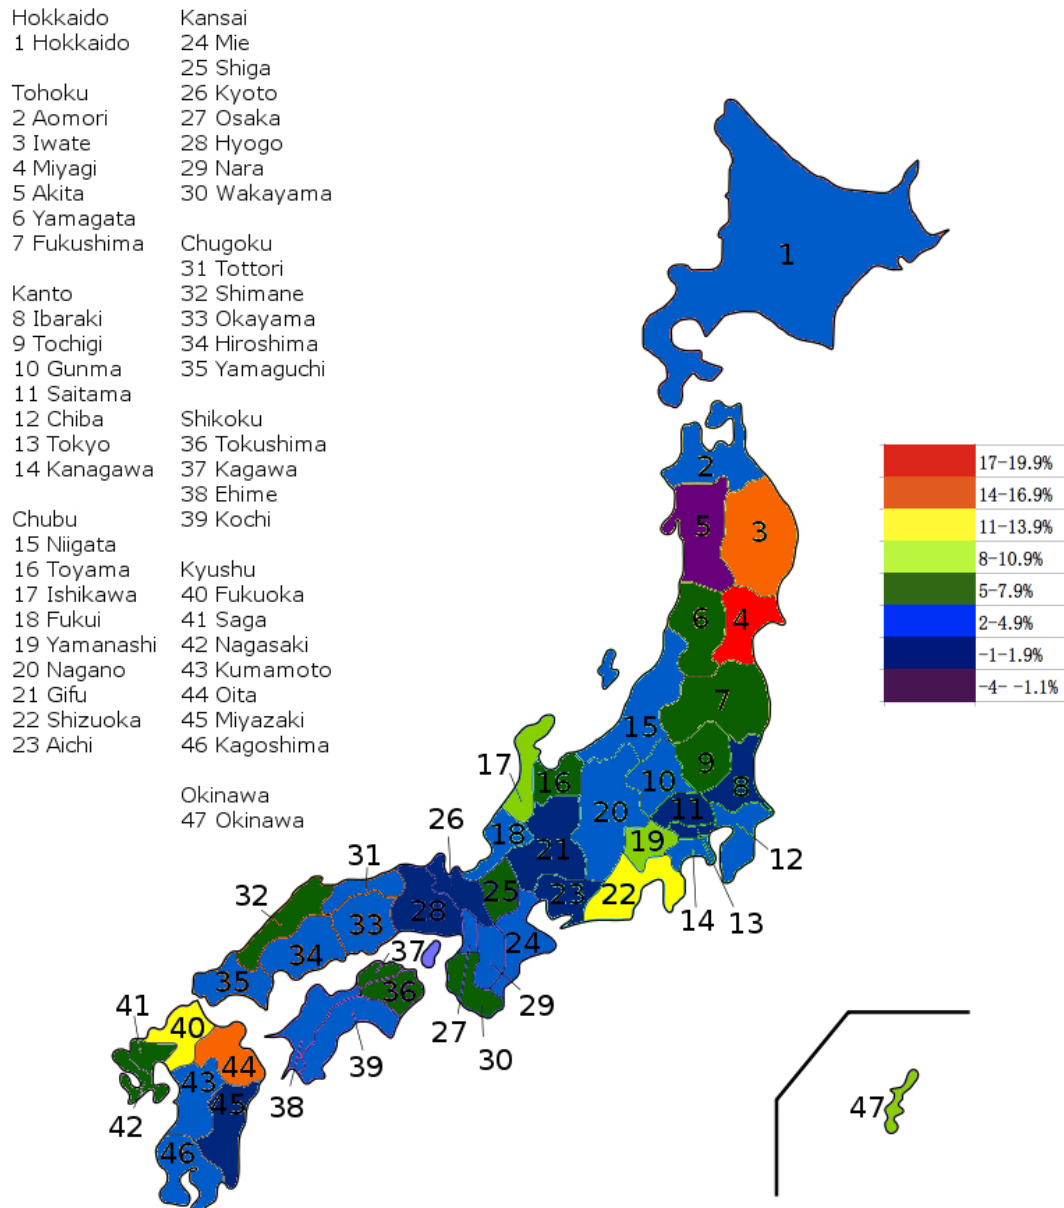 Hokkaido
1 Hokkaido
Tohoku
2 Aomori
3 Iwate
4 Miyagi
5 Akita
6 Yamagata
7 Fukushima
Kanto
8 Ibaraki
9 Tochigi
10 Gunma
11 Saitama
12 Chiba
13 Tokyo
14 Kanagawa
Chubu
15 Niigata
16 Toyama
17 Ishikawa
18 Fukui
19 Yamanashi
20 Nagano
21 Gifu
22 Shizuoka
23 Aichi
Kansai
24 Mie
25 Shiga
26 Kyoto
27 Osaka
28 Hyogo
29 Nara
30 Wakayama
Chugoku
31 Tottori
32 Shimane
33 Okayama
34 Hiroshima
35 Yamaguchi
Shikoku
36 Tokushima
37 Kagawa
38 Ehime
39 Kochi
Kyushu
40 Fukuoka
41 Saga
42 Nagasaki
43 Kumamoto
44 Oita
45 Miyazaki
46 Kagoshima
Okinawa
47 Okinawa
1
2
5
3
6
4
7
15
17
16
9
8
10
11
20
18
19
21
12
26
31
32
25
23
22
28
14
13
33
24
34
37
35
36
29
27
30
41
40
39
44
43
38
45
42
46
47
17-19.9%
14-16.9%
11-13.9%
8-10.9%
5-7.9%
2-4.9%
-1-1.9%
-4- -1.1%